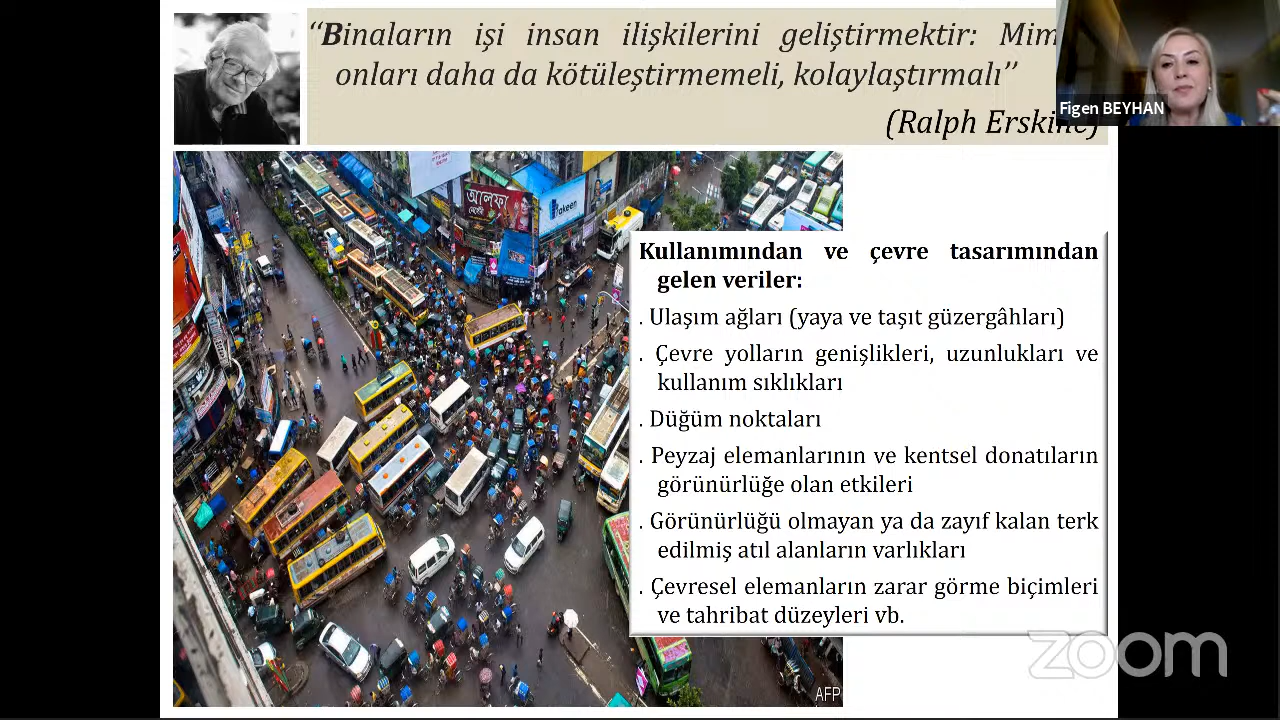 “Binaların işi insan ilişkilerini geliştirmektir:
onları daha da kötüleştirmemeli, kolaylaştırmalı”
(Ralph Erskine)
Figen BEYHAN
আলফা
akeen
Kullanımından ve çevre tasarımından
gelen veriler:
. Ulaşım ağları (yaya ve taşıt güzergâhları)
. Çevre yolların genişlikleri, uzunlukları ve
kullanım sıklıkları
. Düğüm noktaları
. Peyzaj elemanlarının ve kentsel donatıların
görünürlüğe olan etkileri
. Görünürlüğü olmayan ya da zayıf kalan terk
edilmiş atıl alanların varlıkları
. Çevresel elemanların zarar görme biçimleri
ve tahribat düzeyleri vb.
zoom
AFP